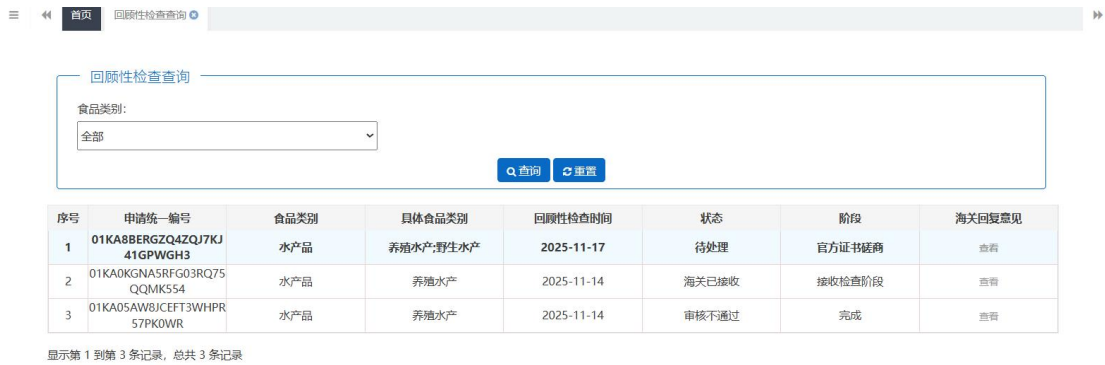 首页 回顾性检查查询
回顾性检查查询
食品类别:
全部
查询 重置
序号 申请统一编号 食品类别 具体食品类别 回顾性检查时间 状态 阶段 海关回复意见
1 01KA8BERGZQ4ZQJ7KJ 水产品 养殖水产;野生水产 2025-11-17 待处理 官方证书磋商 查看
41GPWGH3
2 01KA0KGNA5RFG03RQ75 水产品 养殖水产 2025-11-14 海关已接收 接收检查阶段 查看
QQMK554
3 01KA05AW8JCEFT3WHPR 水产品 养殖水产 2025-11-14 审核不通过 完成 查看
57PK0WR
显示第 1 到第 3 条记录，总共 3 条记录